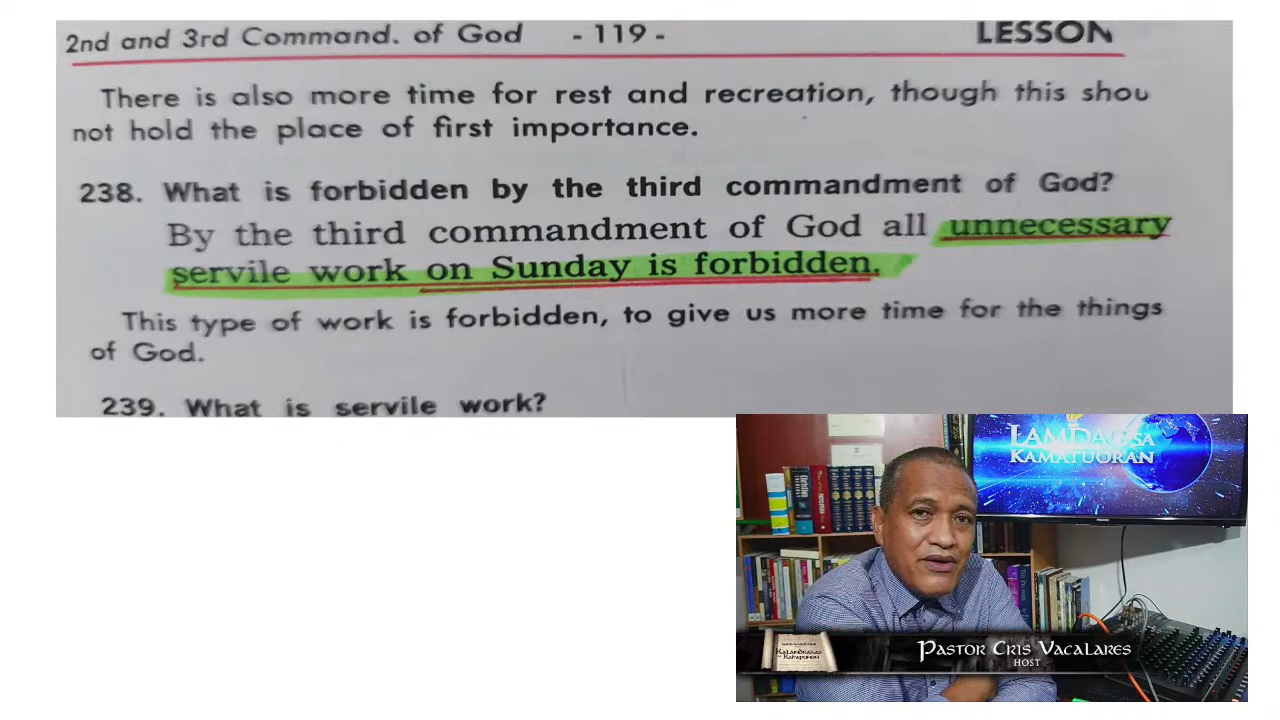 2nd and 3rd Command. of God - 119 - LESSON
There is also more time for rest and recreation, though this shou
not hold the place of first importance.
238. What is forbidden by the third commandment of God?
By the third commandment of God all unnecessary
servile work on Sunday is forbidden.
This type of work is forbidden, to give us more time for the things
of God.
239. What is servile work?
LAMDAG SA
KAMATUORAN
PASTOR CRIS VACALARES
HOST